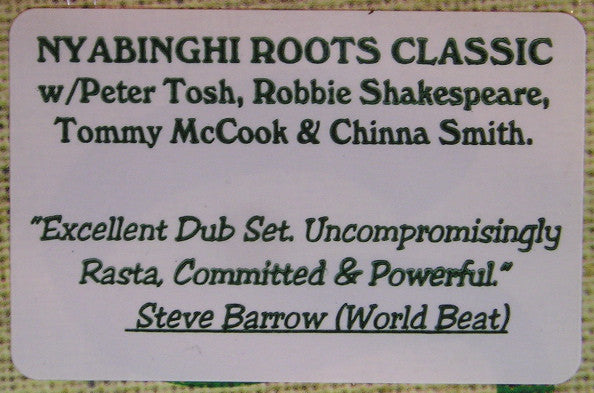 NYABINGHI ROOTS CLASSIC
w/Peter Tosh, Robbie Shakespeare,
Tommy McCook & Chinna Smith.
"Excellent Dub Set. Uncompromisingly
Rasta, Committed & Powerful."
Steve Barrow (World Beat)